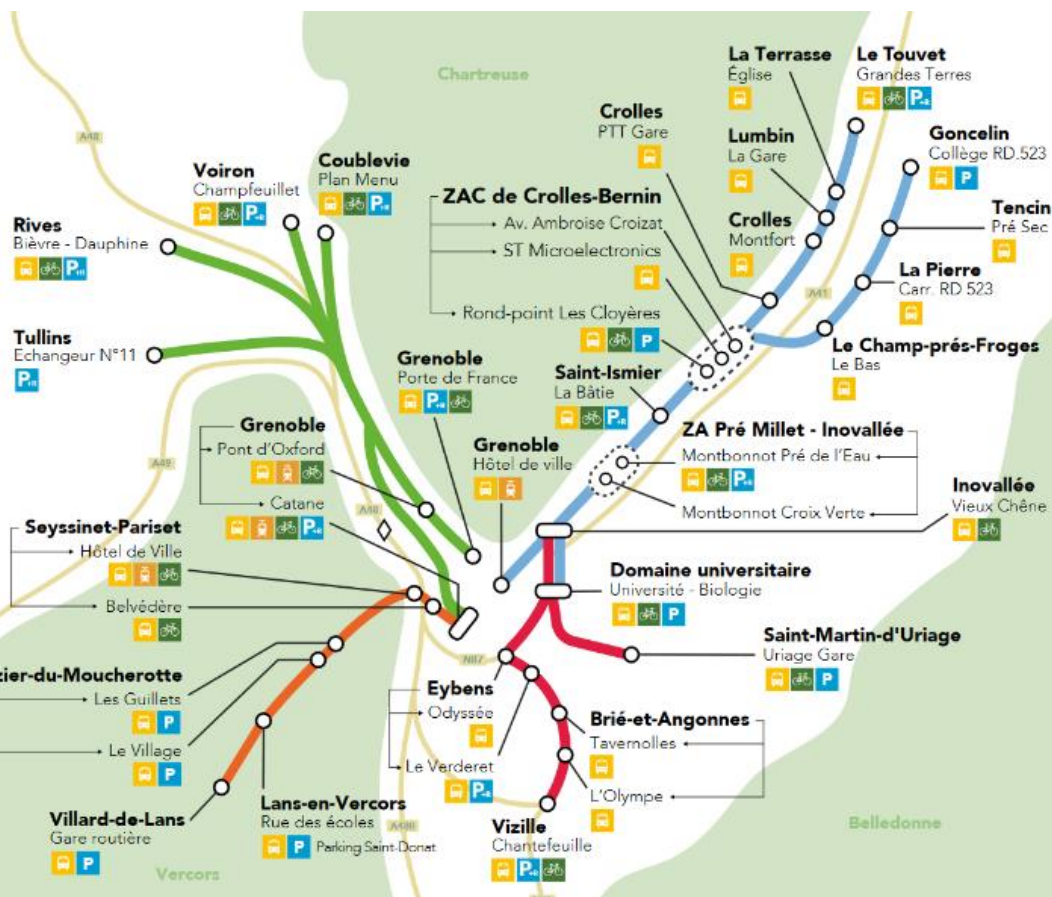 Chartreuse
La Terrasse
Église
Le Touvet
Grandes Terres
P+R
Crolles
PTT Gare
Lumbin
La Gare
Goncelin
Collège RD.523
P
A48
Voiron
Champfeuillet
P+R
Coublevie
Plan Menu
P+R
ZAC de Crolles-Bernin
Av. Ambroise Croizat
ST Microelectronics
Rond-point Les Cloyères
P
Crolles
Montfort
Tencin
Pré Sec
Rives
Bièvre - Dauphine
P+R
A41
La Pierre
Carr. RD 523
Tullins
Echangeur N°11
P+R
Le Champ-prés-Froges
Le Bas
Grenoble
Porte de France
P+R
Saint-Ismier
La Bâtie
P+R
Grenoble
Pont d'Oxford
Catane
P+R
Grenoble
Hôtel de ville
ZA Pré Millet - Inovallée
Montbonnot Pré de l'Eau
P+R
Montbonnot Croix Verte
A49
A48
Inovallée
Vieux Chêne
Seyssinet-Pariset
Hôtel de Ville
Belvédère
Domaine universitaire
Université - Biologie
P
Saint-Martin-d'Uriage
Uriage Gare
P
N87
zier-du-Moucherotte
Les Guillets
P
Le Village
P
Eybens
Odyssée
Le Verderet
P+R
Brié-et-Angonnes
Tavernolles
L'Olympe
Villard-de-Lans
Gare routière
P
Lans-en-Vercors
Rue des écoles
P Parking Saint-Donat
A480
Vizille
Chantefeuille
P+R
Belledonne
Vercors